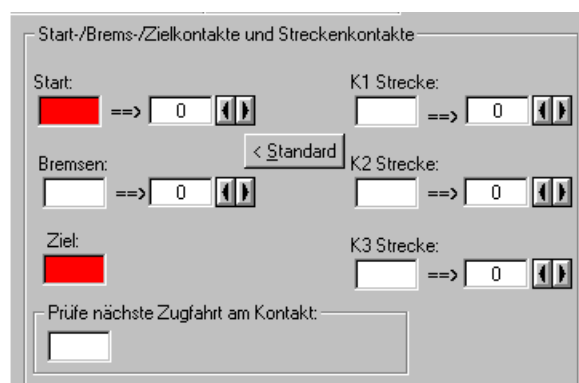 Start-/Brems-/Zielkontakte und Streckenkontakte
Start:
==> 0
K1 Strecke:
==> 0
< Standard
Bremsen:
==> 0
K2 Strecke:
==> 0
Ziel:
K3 Strecke:
==> 0
Prüfe nächste Zugfahrt am Kontakt: